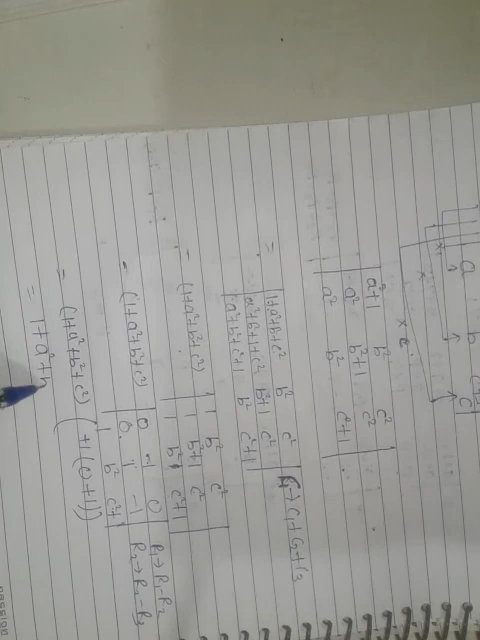 a b c
a²+1 b² c²
a² b²+1 c²
a² b² c²+1
= 1+a²+b²+c² b² c² C₁→C₁+C₂+C₃
a²+b²+1+c² b²+1 c²
a²+b²+c²+1 b² c²+1
= (1+a²+b²+c²) 1 b² c²
1 b²+1 c²
1 b² c²+1
= (1+a²+b²+c²) 0 -1 0 R₁→R₁-R₂
0 1 -1 R₂→R₂-R₃
1 b² c²+1
= (1+a²+b²+c²) (+1(0+1))
= 1+a²+b